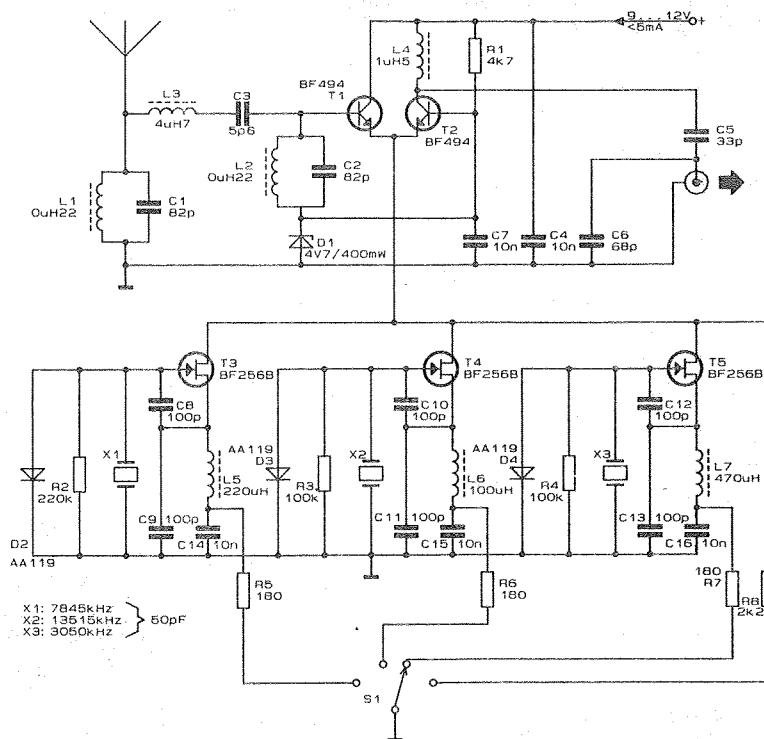 9...12V
+
<5mA
L4
1uH5
R1
4k7
BF494
T1
L3
4uH7
C3
5p6
T2
BF494
C5
33p
L2
0uH22
C2
82p
L1
0uH22
C1
82p
D1
4V7/400mW
C7
10n
C4
10n
C6
68p
T3
BF256B
T4
BF256B
T5
BF256B
C8
100p
C10
100p
C12
100p
X1
AA119
D3
X2
AA119
D4
X3
R2
220k
L5
220uH
R3
100k
L6
100uH
R4
100k
L7
470uH
C9
100p
C14
10n
C11
100p
C15
10n
C13
100p
C16
10n
D2
AA119
R5
180
R6
180
180
R7
R8
2k2
X1: 7845kHz
X2: 13515kHz
X3: 3050kHz
50pF
S1